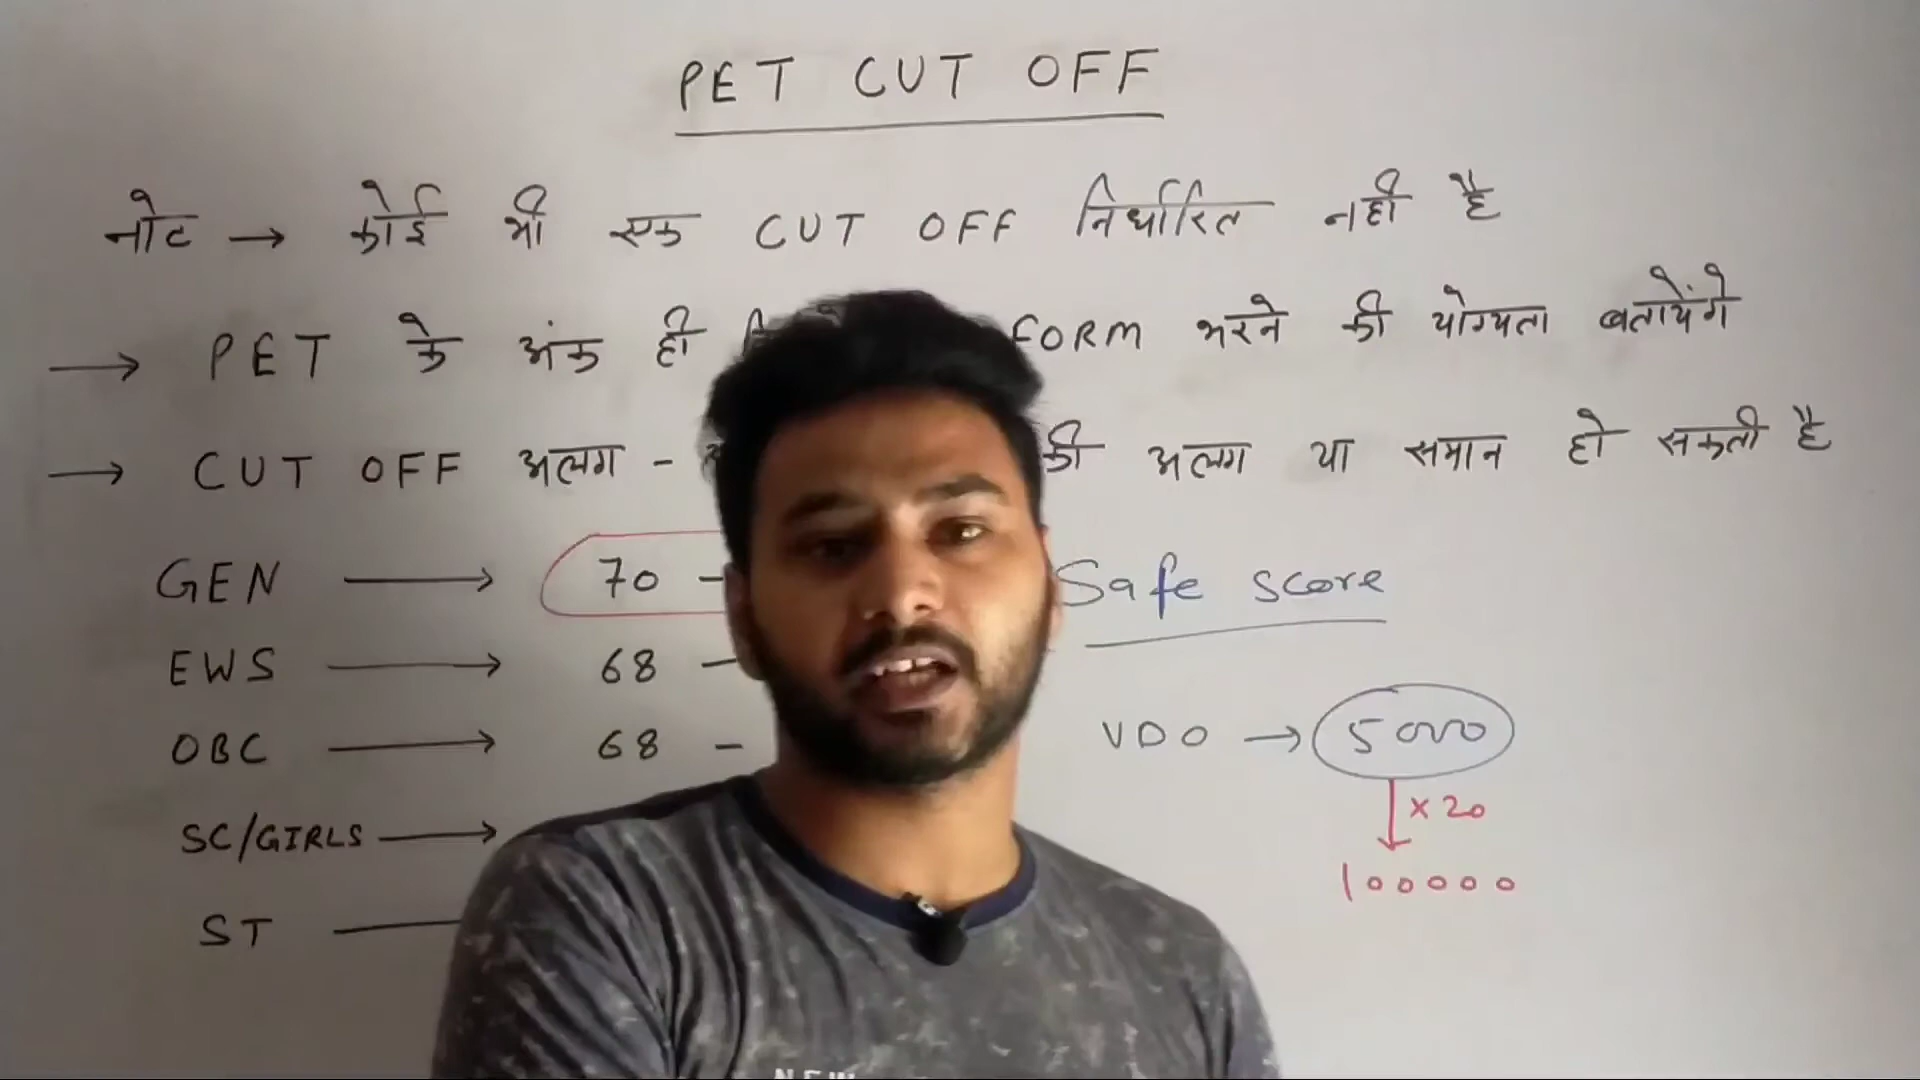 PET CUT OFF
नोट → कोई भी एक CUT OFF निर्धारित नहीं है
→ PET के अंक ही FORM भरने की योग्यता बतायेंगे
→ CUT OFF अलग - की अलग या समान हो सकती है
GEN → 70 - Safe score
EWS → 68 -
OBC → 68 - VDO → 5000
× 20
SC/GIRLS →
100000
ST
NEW